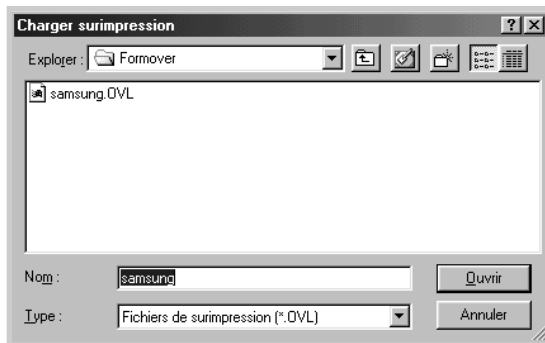 Charger surimpression
Explorer : Formover
samsung.OVL
Nom : samsung Ouvrir
Type : Fichiers de surimpression (*.OVL) Annuler